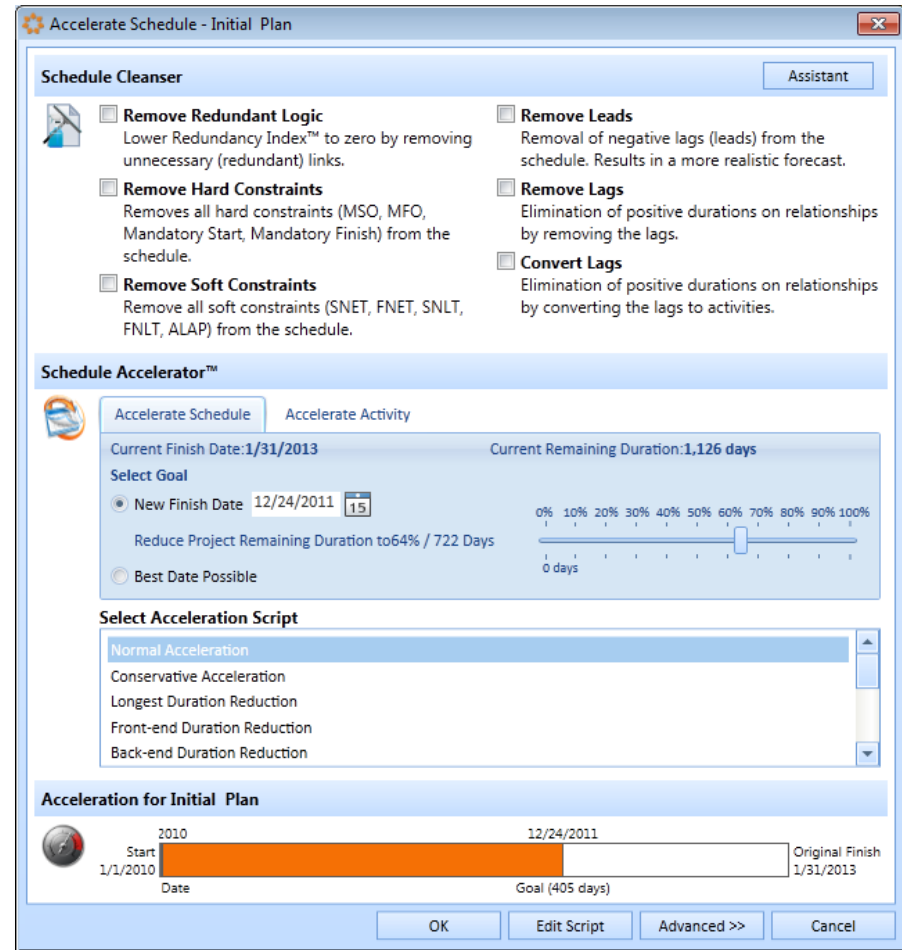 Accelerate Schedule - Initial  Plan
Schedule Cleanser
Assistant
Remove Redundant Logic
Lower Redundancy Index™ to zero by removing
unnecessary (redundant) links.
Remove Hard Constraints
Removes all hard constraints (MSO, MFO,
Mandatory Start, Mandatory Finish) from the
schedule.
Remove Soft Constraints
Remove all soft constraints (SNET, FNET, SNLT,
FNLT, ALAP) from the schedule.
Remove Leads
Removal of negative lags (leads) from the
schedule. Results in a more realistic forecast.
Remove Lags
Elimination of positive durations on relationships
by removing the lags.
Convert Lags
Elimination of positive durations on relationships
by converting the lags to activities.
Schedule Accelerator™
Accelerate Schedule
Accelerate Activity
Current Finish Date:1/31/2013
Current Remaining Duration:1,126 days
Select Goal
New Finish Date 12/24/2011 15
Reduce Project Remaining Duration to64% / 722 Days
Best Date Possible
0% 10% 20% 30% 40% 50% 60% 70% 80% 90% 100%
0 days
Select Acceleration Script
Normal Acceleration
Conservative Acceleration
Longest Duration Reduction
Front-end Duration Reduction
Back-end Duration Reduction
Acceleration for Initial  Plan
2010
12/24/2011
Start
1/1/2010
Original Finish
1/31/2013
Date
Goal (405 days)
OK
Edit Script
Advanced >>
Cancel